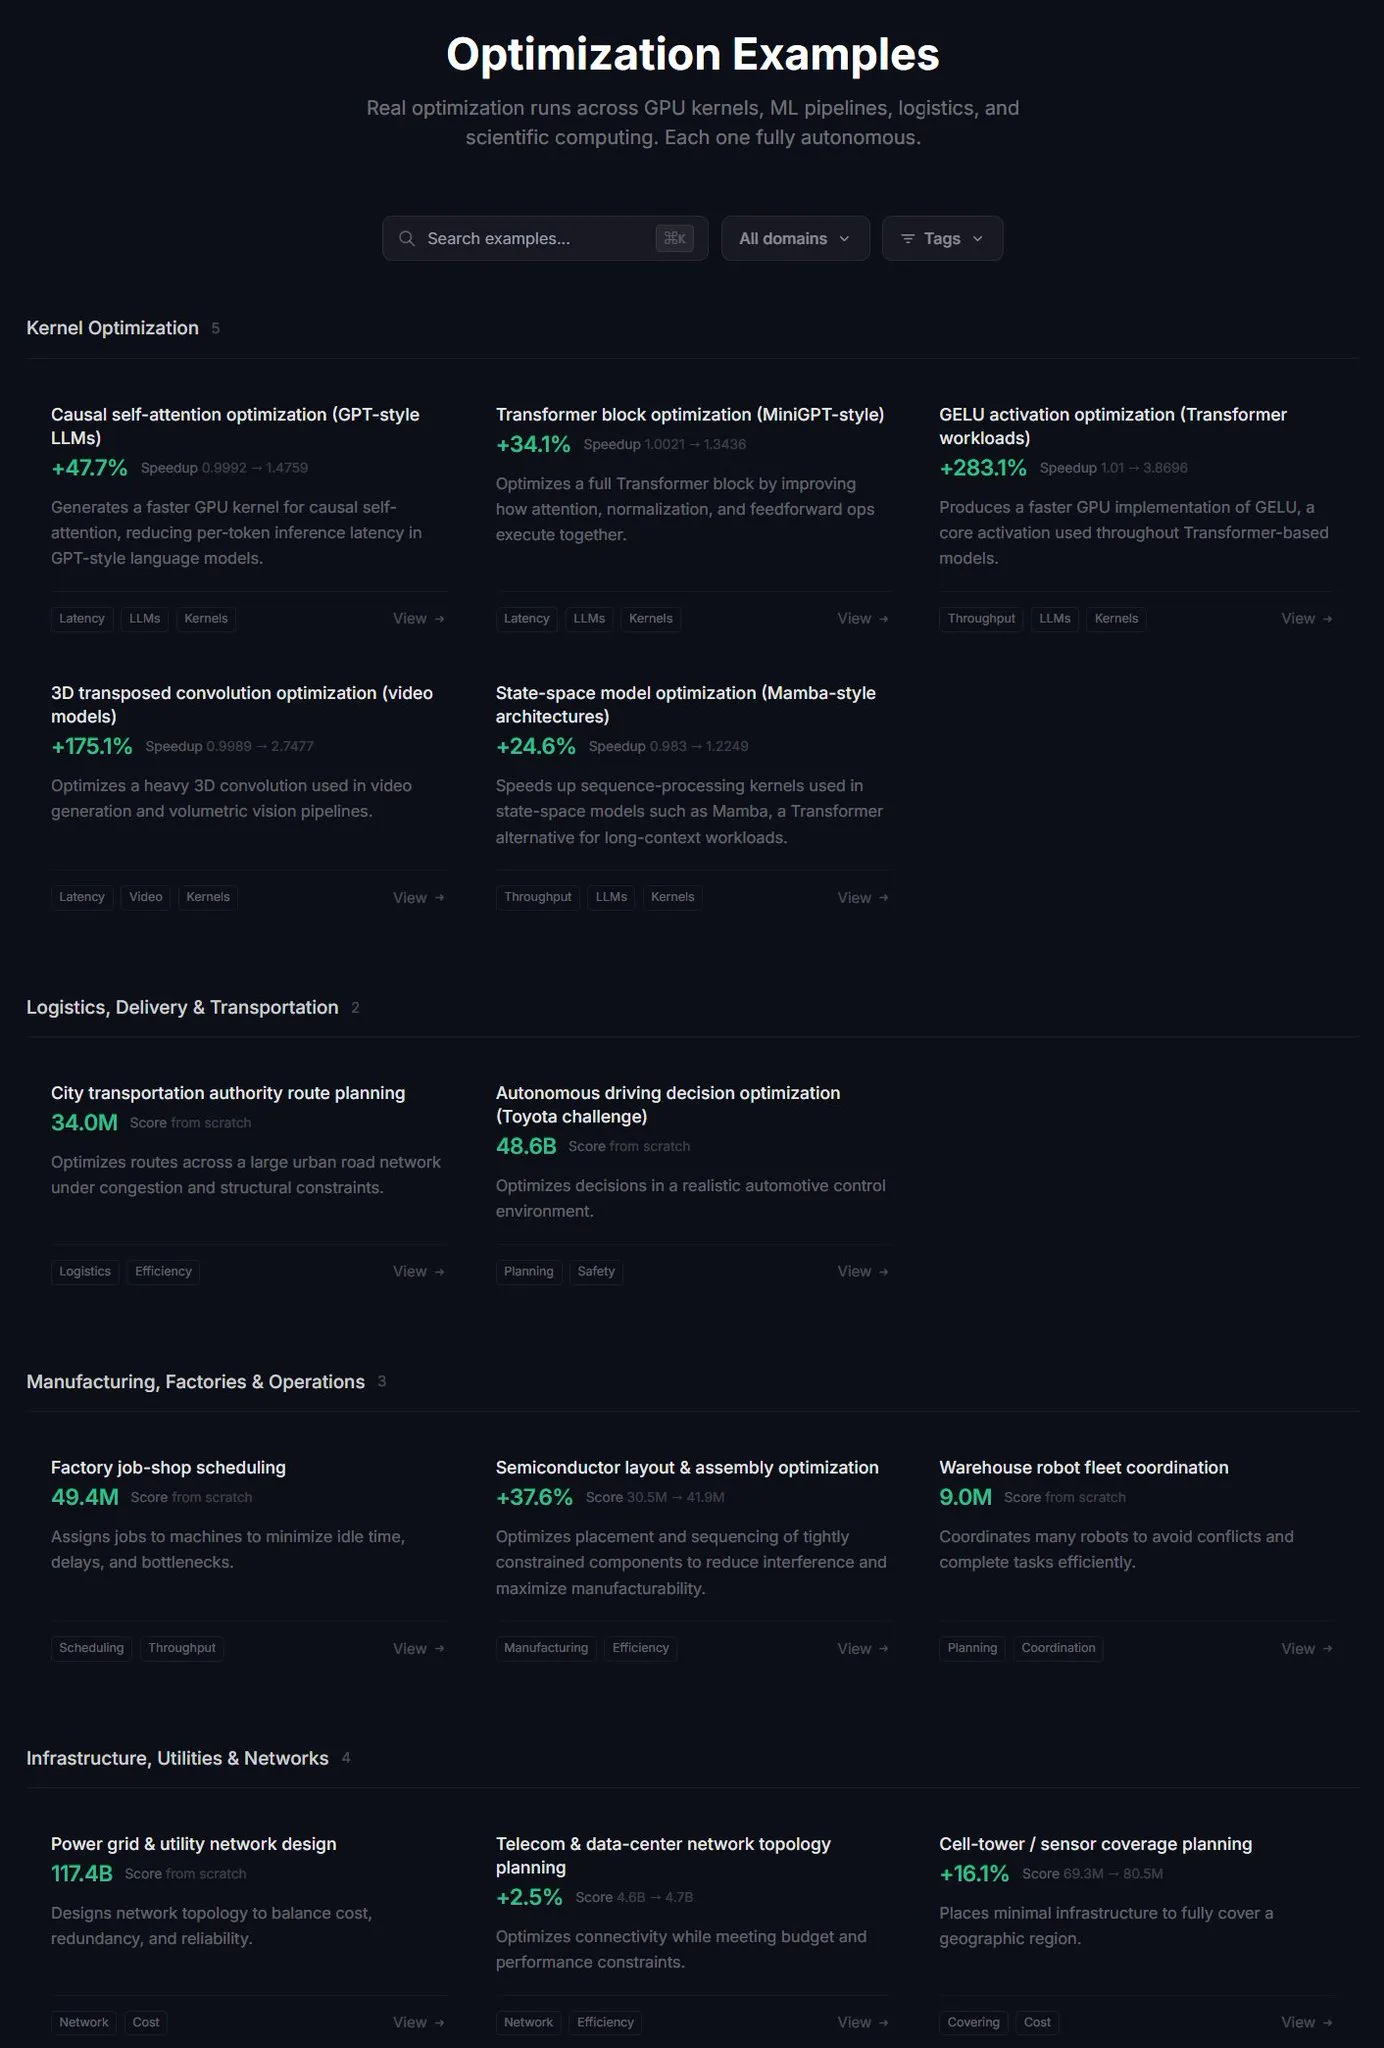 Optimization Examples
Real optimization runs across GPU kernels, ML pipelines, logistics, and
scientific computing. Each one fully autonomous.
Search examples...
⌘K
All domains
Tags
Kernel Optimization 5
Causal self-attention optimization (GPT-style
LLMs)
+47.7% Speedup 0.9992 → 1.4759
Generates a faster GPU kernel for causal self-
attention, reducing per-token inference latency in
GPT-style language models.
Latency LLMs Kernels View →
Transformer block optimization (MiniGPT-style)
+34.1% Speedup 1.0021 → 1.3436
Optimizes a full Transformer block by improving
how attention, normalization, and feedforward ops
execute together.
Latency LLMs Kernels View →
GELU activation optimization (Transformer
workloads)
+283.1% Speedup 1.01 → 3.8696
Produces a faster GPU implementation of GELU, a
core activation used throughout Transformer-based
models.
Throughput LLMs Kernels View →
3D transposed convolution optimization (video
models)
+175.1% Speedup 0.9989 → 2.7477
Optimizes a heavy 3D convolution used in video
generation and volumetric vision pipelines.
Latency Video Kernels View →
State-space model optimization (Mamba-style
architectures)
+24.6% Speedup 0.983 → 1.2249
Speeds up sequence-processing kernels used in
state-space models such as Mamba, a Transformer
alternative for long-context workloads.
Throughput LLMs Kernels View →
Logistics, Delivery & Transportation 2
City transportation authority route planning
34.0M Score from scratch
Optimizes routes across a large urban road network
under congestion and structural constraints.
Logistics Efficiency View →
Autonomous driving decision optimization
(Toyota challenge)
48.6B Score from scratch
Optimizes decisions in a realistic automotive control
environment.
Planning Safety View →
Manufacturing, Factories & Operations 3
Factory job-shop scheduling
49.4M Score from scratch
Assigns jobs to machines to minimize idle time,
delays, and bottlenecks.
Scheduling Throughput View →
Semiconductor layout & assembly optimization
+37.6% Score 30.5M → 41.9M
Optimizes placement and sequencing of tightly
constrained components to reduce interference and
maximize manufacturability.
Manufacturing Efficiency View →
Warehouse robot fleet coordination
9.0M Score from scratch
Coordinates many robots to avoid conflicts and
complete tasks efficiently.
Planning Coordination View →
Infrastructure, Utilities & Networks 4
Power grid & utility network design
117.4B Score from scratch
Designs network topology to balance cost,
redundancy, and reliability.
Network Cost View →
Telecom & data-center network topology
planning
+2.5% Score 4.6B → 4.7B
Optimizes connectivity while meeting budget and
performance constraints.
Network Efficiency View →
Cell-tower / sensor coverage planning
+16.1% Score 69.3M → 80.5M
Places minimal infrastructure to fully cover a
geographic region.
Covering Cost View →